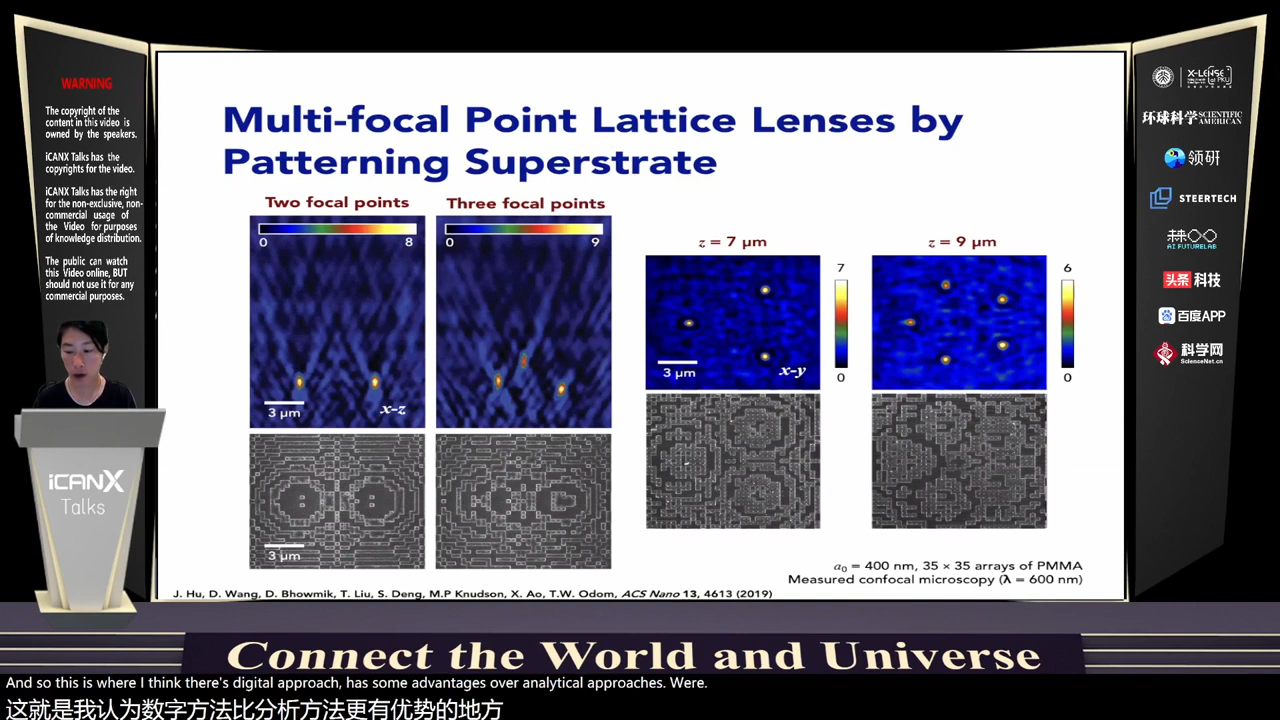 WARNING
The copyright of the
content in this video is
owned by the speakers.
iCANX Talks has the
copyrights for the video.
iCANX Talks has the right
for the non-exclusive, non-
commercial usage of
the Video for purposes
of knowledge distribution.
The public can watch
this Video online, BUT
should not use it for any
commercial purposes.
iCANX
Talks
Multi-focal Point Lattice Lenses by
Patterning Superstrate
Two focal points
Three focal points
0 8
0 9
3 µm
x-z
3 µm
z = 7 µm
z = 9 µm
7
0
6
0
3 µm
x-y
a0 = 400 nm, 35 × 35 arrays of PMMA
Measured confocal microscopy (λ = 600 nm)
J. Hu, D. Wang, D. Bhowmik, T. Liu, S. Deng, M.P Knudson, X. Ao, T.W. Odom, ACS Nano 13, 4613 (2019)
X-LENSE
环球科学 SCIENTIFIC AMERICAN
领研
STEERTECH
AI FUTURELAB
头条 科技
百度APP
科学网
ScienceNet.cn
Connect the World and Universe
And so this is where I think there's digital approach, has some advantages over analytical approaches. Were.
这就是我认为数字方法比分析方法更有优势的地方